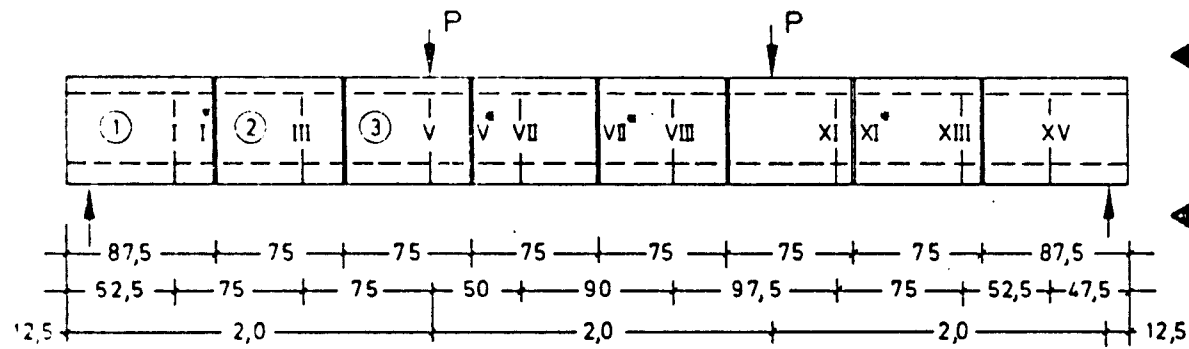 P P
1 I I* 2 III 3 V V* VII VII* VIII XI XI* XIII XV
87,5 75 75 75 75 75 75 87,5
52,5 75 75 50 90 97,5 75 52,5 47,5
12,5 2,0 2,0 2,0 12,5